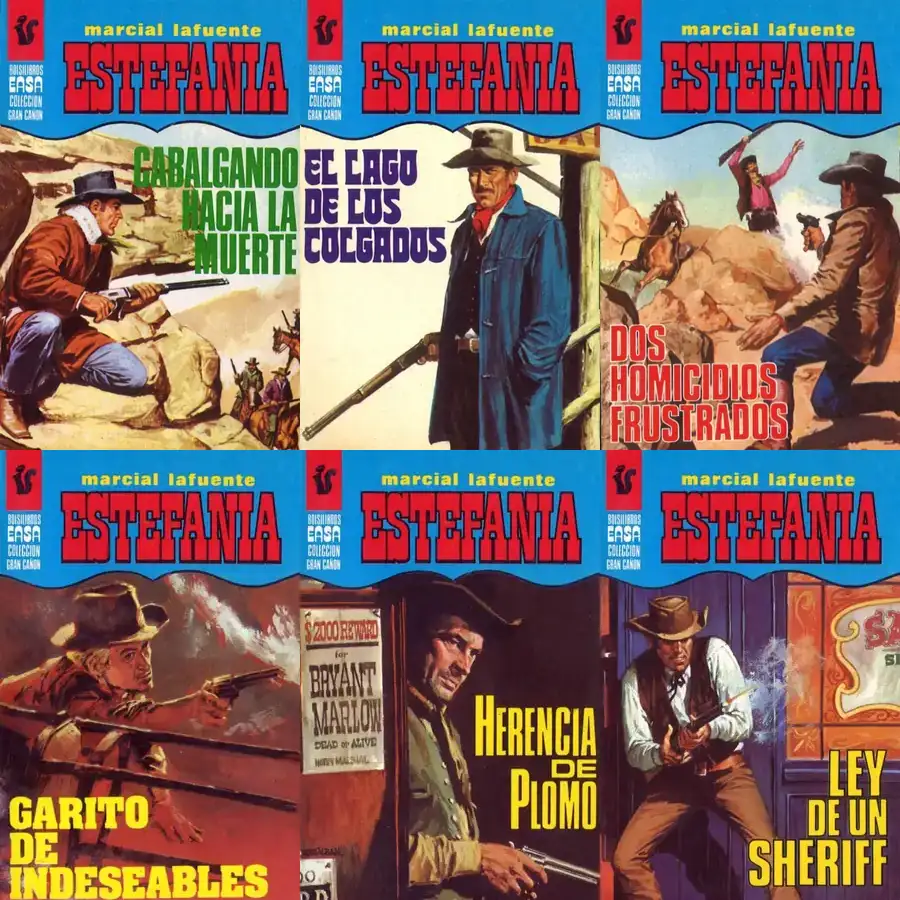 marcial lafuente
ESTEFANIA
BOLSILIBROS
EASA
COLECCION
GRAN CAÑON
CABALGANDO
HACIA LA
MUERTE
marcial lafuente
ESTEFANIA
BOLSILIBROS
EASA
COLECCION
GRAN CAÑON
EL LAGO
DE LOS
COLGADOS
marcial lafuente
ESTEFANIA
BOLSILIBROS
EASA
COLECCION
GRAN CAÑON
DOS
HOMICIDIOS
FRUSTRADOS
marcial lafuente
ESTEFANIA
BOLSILIBROS
EASA
COLECCION
GRAN CAÑON
GARITO
DE
INDESEABLES
marcial lafuente
ESTEFANIA
BOLSILIBROS
EASA
COLECCION
GRAN CAÑON
$2000 REWARD
for
BRYANT
MARLOW
DEAD or ALIVE
HERENCIA
DE
PLOMO
marcial lafuente
ESTEFANIA
BOLSILIBROS
EASA
COLECCION
GRAN CAÑON
LEY
DE UN
SHERIFF